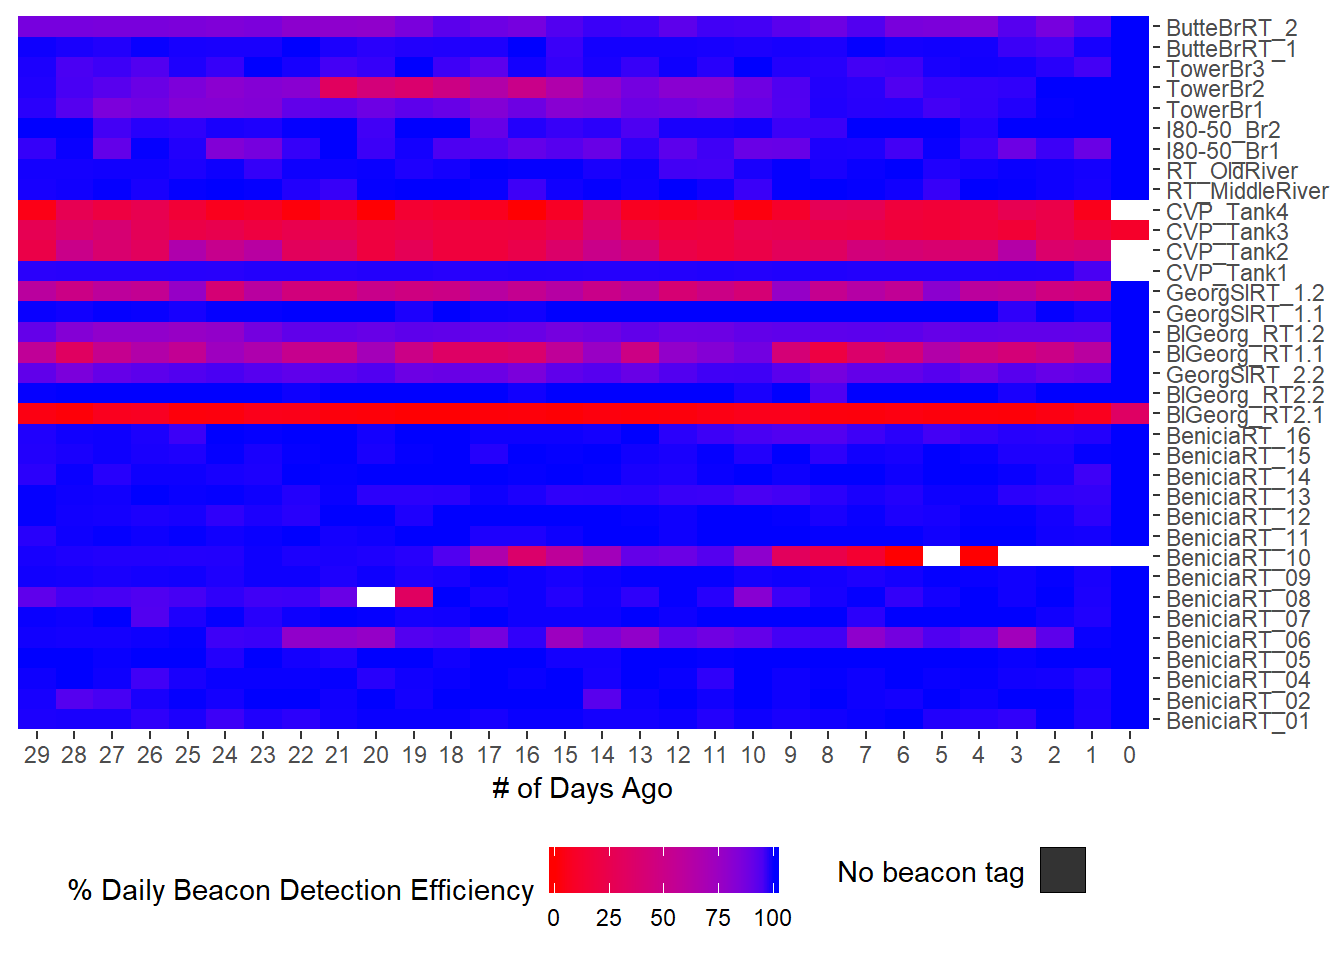 ButteBrRT_2
ButteBrRT_1
TowerBr3
TowerBr2
TowerBr1
I80-50_Br2
I80-50_Br1
RT_OldRiver
RT_MiddleRiver
CVP_Tank4
CVP_Tank3
CVP_Tank2
CVP_Tank1
GeorgSlRT_1.2
GeorgSlRT_1.1
BlGeorg_RT1.2
BlGeorg_RT1.1
GeorgSlRT_2.2
BlGeorg_RT2.2
BlGeorg_RT2.1
BeniciaRT_16
BeniciaRT_15
BeniciaRT_14
BeniciaRT_13
BeniciaRT_12
BeniciaRT_11
BeniciaRT_10
BeniciaRT_09
BeniciaRT_08
BeniciaRT_07
BeniciaRT_06
BeniciaRT_05
BeniciaRT_04
BeniciaRT_02
BeniciaRT_01
29 28 27 26 25 24 23 22 21 20 19 18 17 16 15 14 13 12 11 10 9 8 7 6 5 4 3 2 1 0
# of Days Ago
% Daily Beacon Detection Efficiency
0 25 50 75 100
No beacon tag